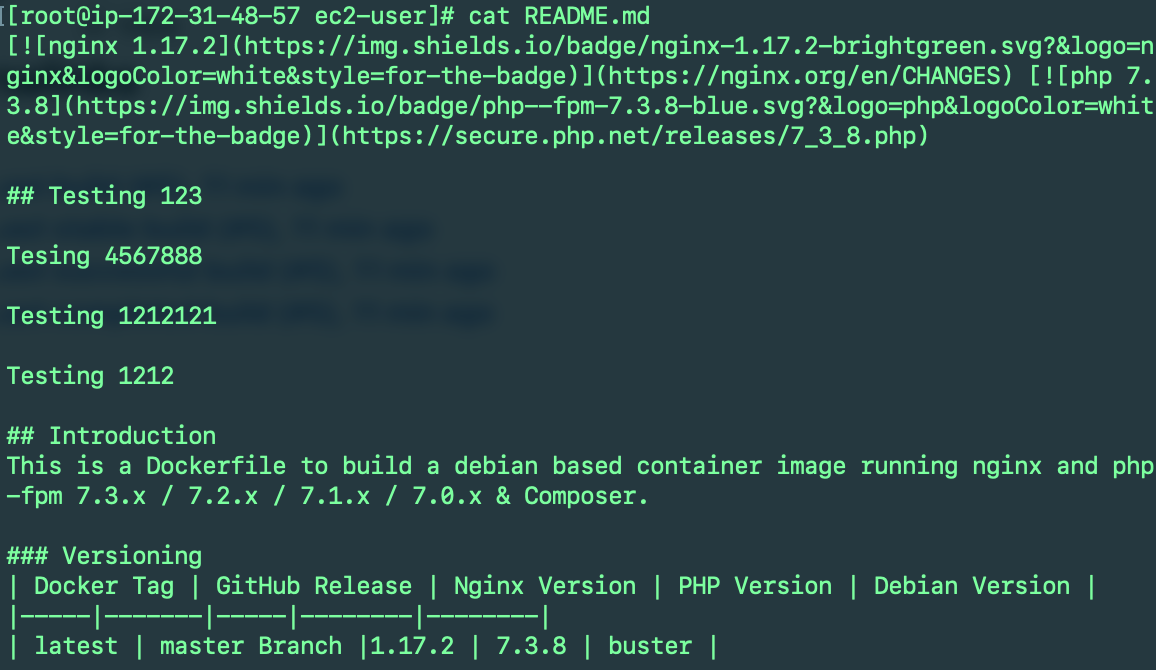 [[root@ip-172-31-48-57 ec2-user]# cat README.md
[![nginx 1.17.2](https://img.shields.io/badge/nginx-1.17.2-brightgreen.svg?&logo=n
ginx&logoColor=white&style=for-the-badge)](https://nginx.org/en/CHANGES) [![php 7.
3.8](https://img.shields.io/badge/php--fpm-7.3.8-blue.svg?&logo=php&logoColor=whit
e&style=for-the-badge)](https://secure.php.net/releases/7_3_8.php)
## Testing 123
Tesing 4567888
Testing 1212121
Testing 1212
## Introduction
This is a Dockerfile to build a debian based container image running nginx and php
-fpm 7.3.x / 7.2.x / 7.1.x / 7.0.x & Composer.
### Versioning
| Docker Tag | GitHub Release | Nginx Version | PHP Version | Debian Version |
|-----|-------|-----|--------|--------|
| latest | master Branch |1.17.2 | 7.3.8 | buster |